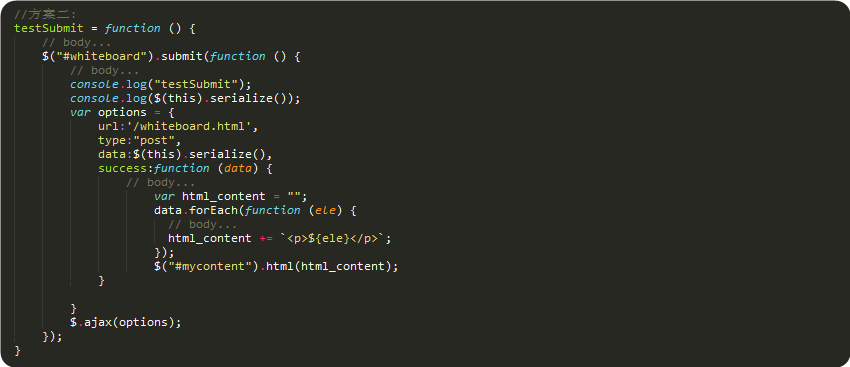 //方案二:
testSubmit = function () {
    // body...
    $("#whiteboard").submit(function () {
        // body...
        console.log("testSubmit");
        console.log($(this).serialize());
        var options = {
            url:'/whiteboard.html',
            type:"post",
            data:$(this).serialize(),
            success:function (data) {
                // body...
                    var html_content = "";
                    data.forEach(function (ele) {
                      // body...
                      html_content += `<p>${ele}</p>`;
                    });
                    $("#mycontent").html(html_content);
            }
        }
        $.ajax(options);
    });
}